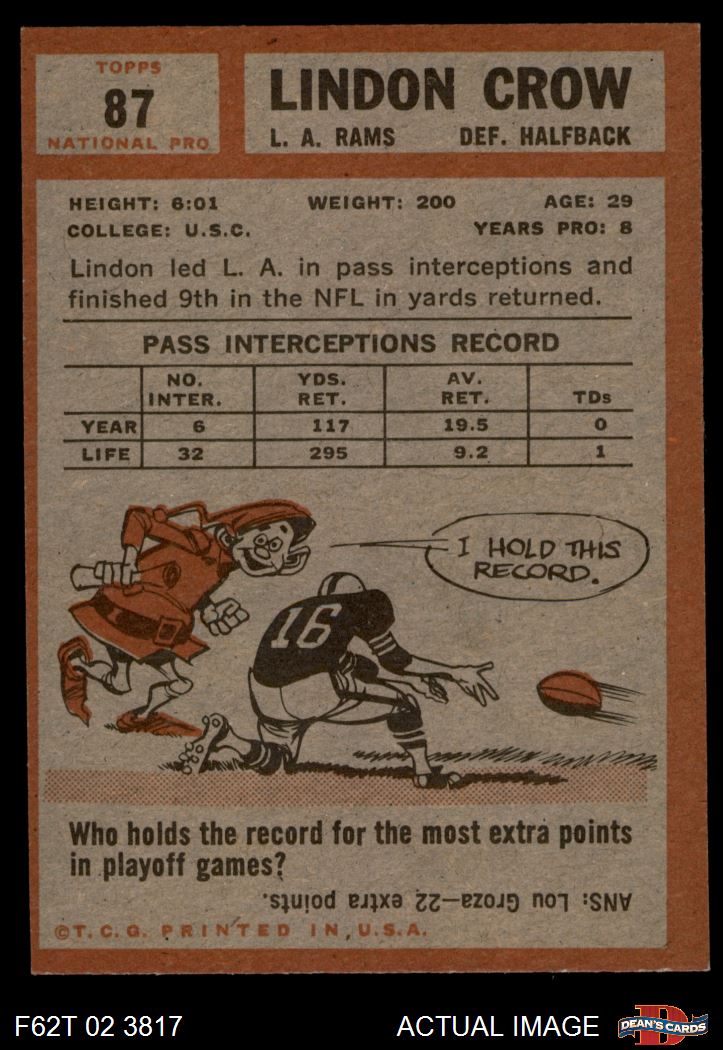 TOPPS
87
NATIONAL PRO
LINDON CROW
L. A. RAMS DEF. HALFBACK
HEIGHT: 6:01 WEIGHT: 200 AGE: 29
COLLEGE: U.S.C. YEARS PRO: 8
Lindon led L. A. in pass interceptions and
finished 9th in the NFL in yards returned.
PASS INTERCEPTIONS RECORD
NO. INTER. YDS. RET. AV. RET. TDs
YEAR 6 117 19.5 0
LIFE 32 295 9.2 1
I HOLD THIS
RECORD.
16
Who holds the record for the most extra points
in playoff games?
ANS: Lou Groza—22 extra points.
©T.C.G. PRINTED IN U.S.A.
F62T 02 3817 ACTUAL IMAGE DEAN'S CARDS